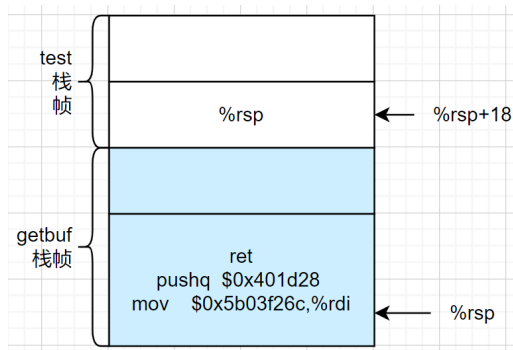 test
栈
帧
%rsp
%rsp+18
getbuf
栈帧
ret
pushq $0x401d28
mov $0x5b03f26c,%rdi
%rsp